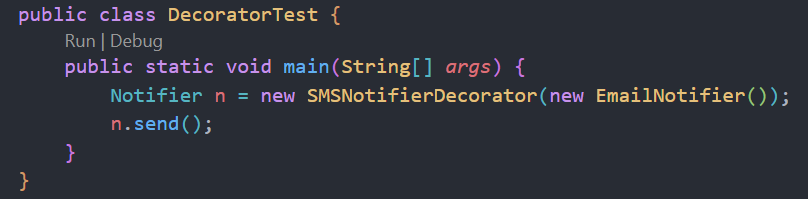 public class DecoratorTest {
Run | Debug
public static void main(String[] args) {
Notifier n = new SMSNotifierDecorator(new EmailNotifier());
n.send();
}
}